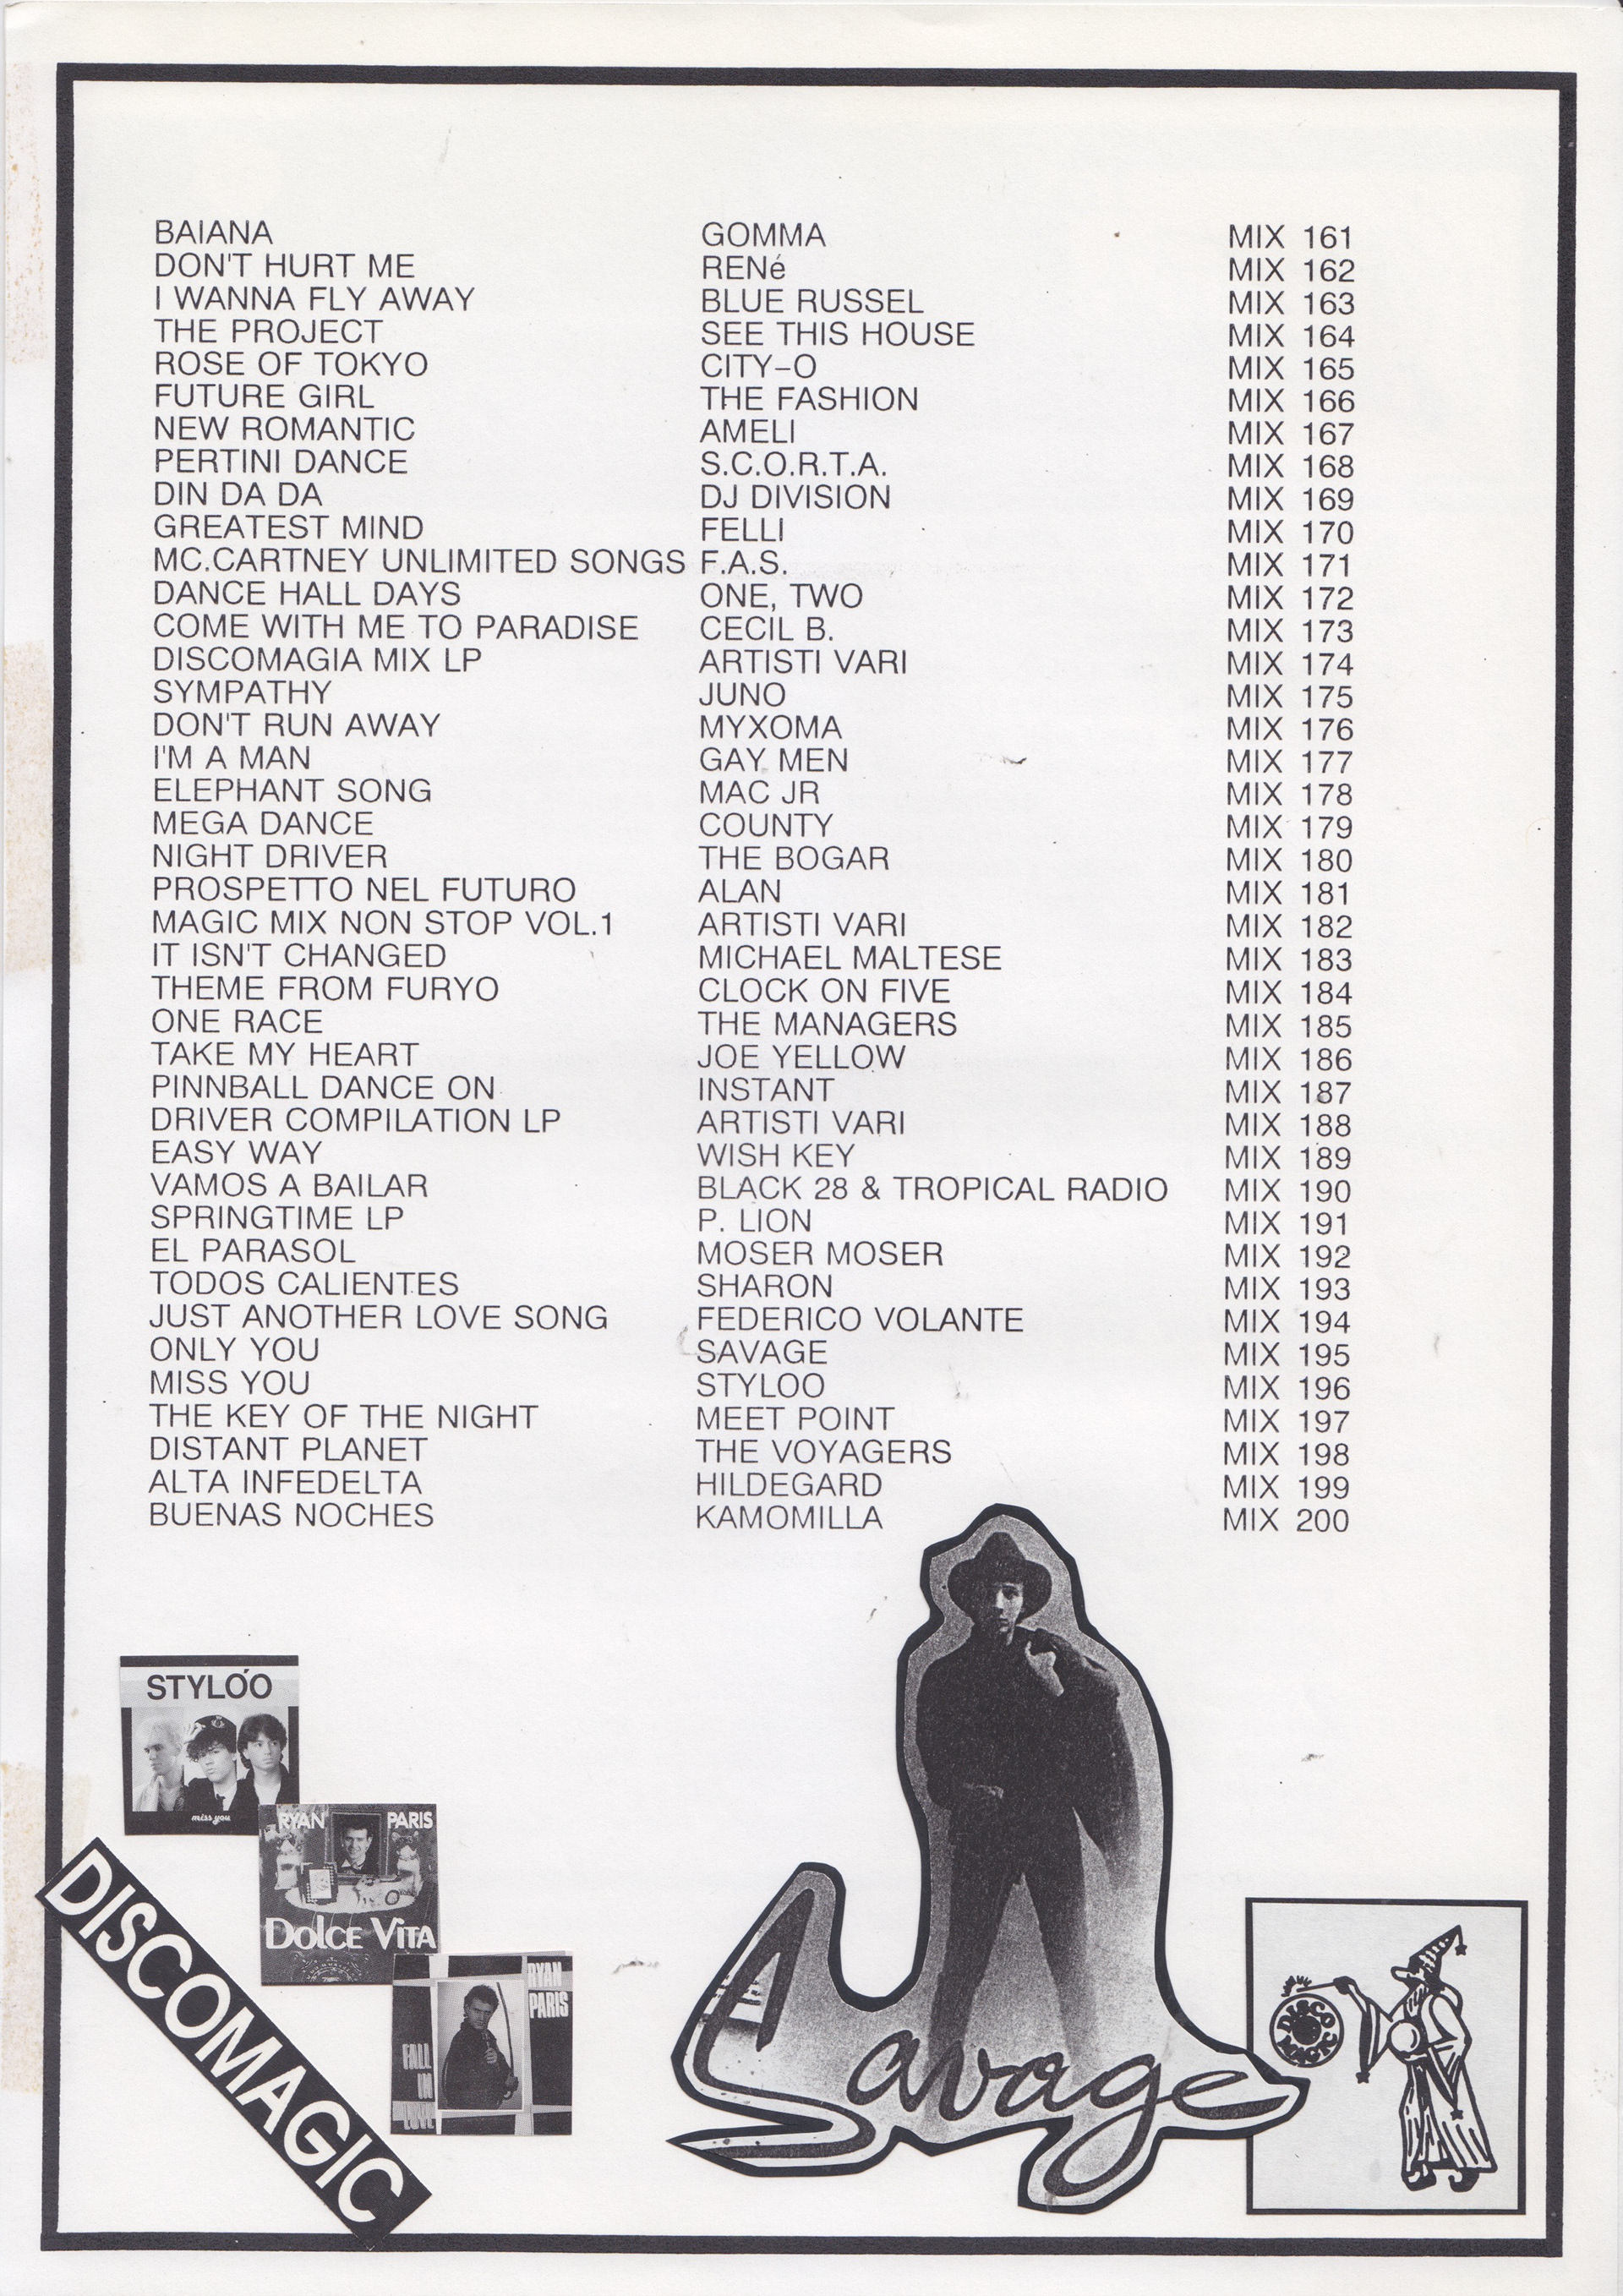 BAIANA GOMMA MIX 161
DON'T HURT ME RENé MIX 162
I WANNA FLY AWAY BLUE RUSSEL MIX 163
THE PROJECT SEE THIS HOUSE MIX 164
ROSE OF TOKYO CITY-O MIX 165
FUTURE GIRL THE FASHION MIX 166
NEW ROMANTIC AMELI MIX 167
PERTINI DANCE S.C.O.R.T.A. MIX 168
DIN DA DA DJ DIVISION MIX 169
GREATEST MIND FELLI MIX 170
MC.CARTNEY UNLIMITED SONGS F.A.S. MIX 171
DANCE HALL DAYS ONE, TWO MIX 172
COME WITH ME TO PARADISE CECIL B. MIX 173
DISCOMAGIA MIX LP ARTISTI VARI MIX 174
SYMPATHY JUNO MIX 175
DON'T RUN AWAY MYXOMA MIX 176
I'M A MAN GAY MEN MIX 177
ELEPHANT SONG MAC JR MIX 178
MEGA DANCE COUNTY MIX 179
NIGHT DRIVER THE BOGAR MIX 180
PROSPETTO NEL FUTURO ALAN MIX 181
MAGIC MIX NON STOP VOL.1 ARTISTI VARI MIX 182
IT ISN'T CHANGED MICHAEL MALTESE MIX 183
THEME FROM FURYO CLOCK ON FIVE MIX 184
ONE RACE THE MANAGERS MIX 185
TAKE MY HEART JOE YELLOW MIX 186
PINNBALL DANCE ON INSTANT MIX 187
DRIVER COMPILATION LP ARTISTI VARI MIX 188
EASY WAY WISH KEY MIX 189
VAMOS A BAILAR BLACK 28 & TROPICAL RADIO MIX 190
SPRINGTIME LP P. LION MIX 191
EL PARASOL MOSER MOSER MIX 192
TODOS CALIENTES SHARON MIX 193
JUST ANOTHER LOVE SONG FEDERICO VOLANTE MIX 194
ONLY YOU SAVAGE MIX 195
MISS YOU STYLOO MIX 196
THE KEY OF THE NIGHT MEET POINT MIX 197
DISTANT PLANET THE VOYAGERS MIX 198
ALTA INFEDELTA HILDEGARD MIX 199
BUENAS NOCHES KAMOMILLA MIX 200
STYLÓO
miss you
RYAN PARIS
DOLCE VITA
RYAN
PARIS
FALL
IN
LOVE
DISCOMAGIC
Savage
DISCO
MAGIC